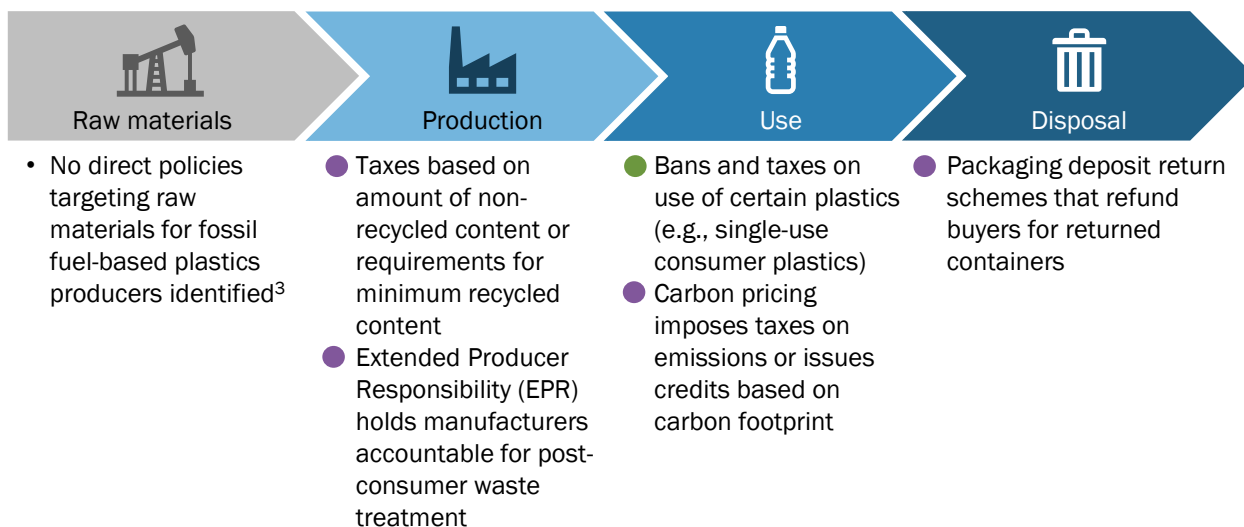 Raw materials
Production
Use
Disposal
• No direct policies
targeting raw
materials for fossil
fuel-based plastics
producers identified3
Taxes based on
amount of non-
recycled content or
requirements for
minimum recycled
content
Extended Producer
Responsibility (EPR)
holds manufacturers
accountable for post-
consumer waste
treatment
Bans and taxes on
use of certain plastics
(e.g., single-use
consumer plastics)
Carbon pricing
imposes taxes on
emissions or issues
credits based on
carbon footprint
Packaging deposit return
schemes that refund
buyers for returned
containers